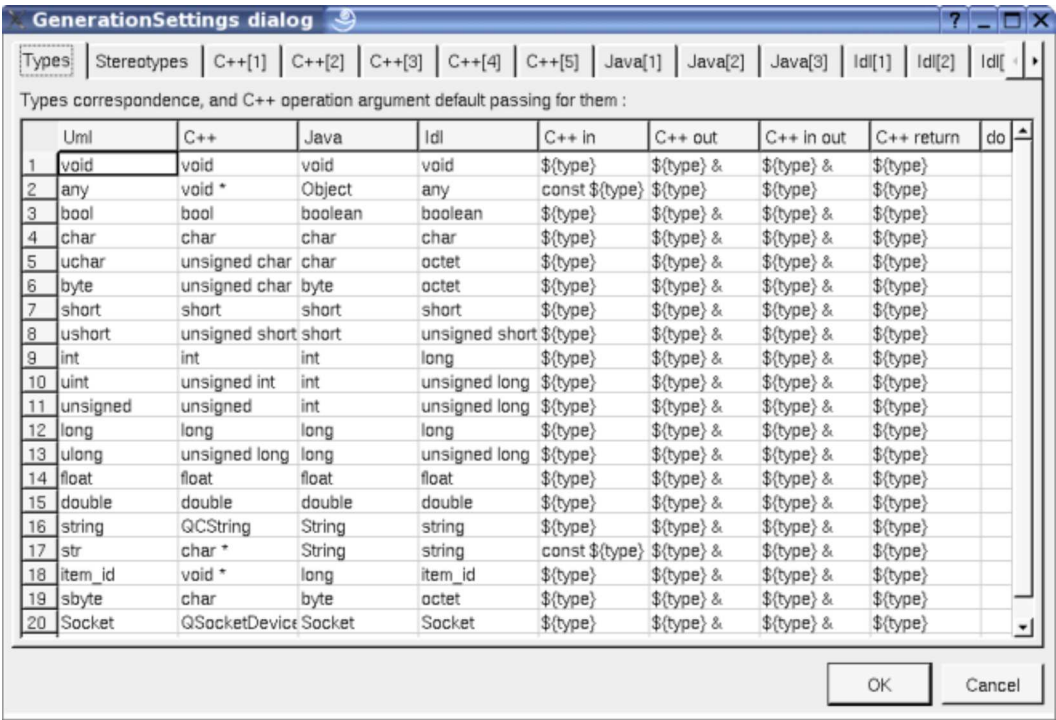 GenerationSettings dialog
Types Stereotypes C++[1] C++[2] C++[3] C++[4] C++[5] Java[1] Java[2] Java[3] Idl[1] Idl[2] Idl[
Types correspondence, and C++ operation argument default passing for them :
Uml C++ Java Idl C++ in C++ out C++ in out C++ return do
1 void void void void ${type} ${type} & ${type} & ${type}
2 any void * Object any const ${type} ${type} ${type} ${type}
3 bool bool boolean boolean ${type} ${type} & ${type} & ${type}
4 char char char char ${type} ${type} & ${type} & ${type}
5 uchar unsigned char char octet ${type} ${type} & ${type} & ${type}
6 byte unsigned char byte octet ${type} ${type} & ${type} & ${type}
7 short short short short ${type} ${type} & ${type} & ${type}
8 ushort unsigned short short unsigned short ${type} ${type} & ${type} & ${type}
9 int int int long ${type} ${type} & ${type} & ${type}
10 uint unsigned int int unsigned long ${type} ${type} & ${type} & ${type}
11 unsigned unsigned int unsigned long ${type} ${type} & ${type} & ${type}
12 long long long long ${type} ${type} & ${type} & ${type}
13 ulong unsigned long long unsigned long ${type} ${type} & ${type} & ${type}
14 float float float float ${type} ${type} & ${type} & ${type}
15 double double double double ${type} ${type} & ${type} & ${type}
16 string QCString String string ${type} ${type} & ${type} & ${type}
17 str char * String string const ${type} ${type} & ${type} & ${type}
18 item_id void * long item_id ${type} ${type} & ${type} & ${type}
19 sbyte char byte octet ${type} ${type} & ${type} & ${type}
20 Socket QSocketDevice Socket Socket ${type} ${type} & ${type} & ${type}
OK Cancel